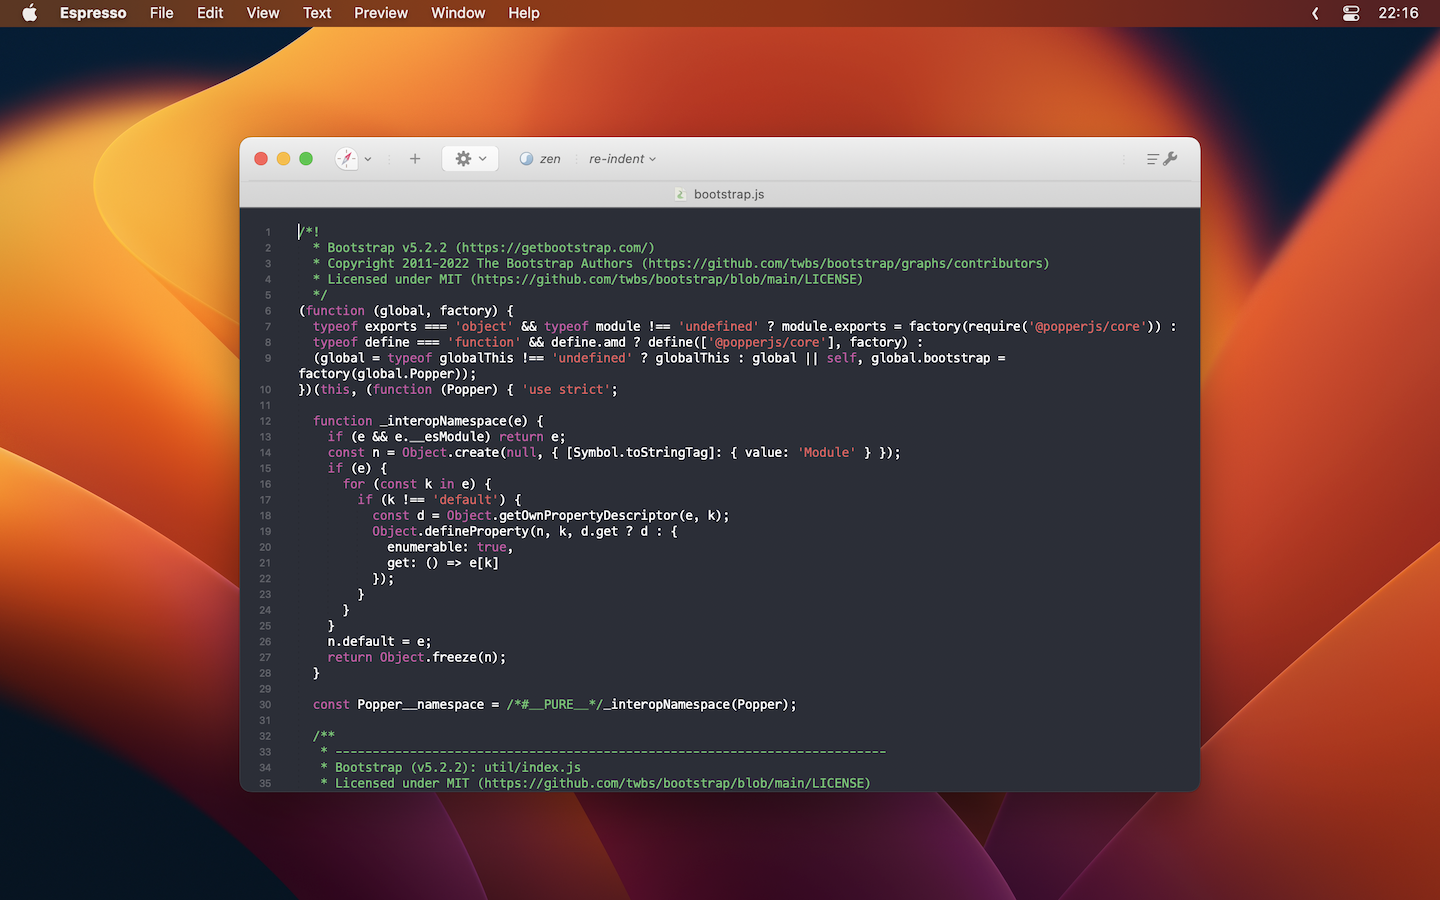 Espresso File Edit View Text Preview Window Help 22:16
zen re-indent
bootstrap.js
1 /*!
2 * Bootstrap v5.2.2 (https://getbootstrap.com/)
3 * Copyright 2011-2022 The Bootstrap Authors (https://github.com/twbs/bootstrap/graphs/contributors)
4 * Licensed under MIT (https://github.com/twbs/bootstrap/blob/main/LICENSE)
5 */
6 (function (global, factory) {
7 typeof exports === 'object' && typeof module !== 'undefined' ? module.exports = factory(require('@popperjs/core')) :
8 typeof define === 'function' && define.amd ? define(['@popperjs/core'], factory) :
9 (global = typeof globalThis !== 'undefined' ? globalThis : global || self, global.bootstrap =
factory(global.Popper));
10 })(this, (function (Popper) { 'use strict';
11
12 function _interopNamespace(e) {
13 if (e && e.__esModule) return e;
14 const n = Object.create(null, { [Symbol.toStringTag]: { value: 'Module' } });
15 if (e) {
16 for (const k in e) {
17 if (k !== 'default') {
18 const d = Object.getOwnPropertyDescriptor(e, k);
19 Object.defineProperty(n, k, d.get ? d : {
20 enumerable: true,
21 get: () => e[k]
22 });
23 }
24 }
25 }
26 n.default = e;
27 return Object.freeze(n);
28 }
29
30 const Popper__namespace = /*#__PURE__*/_interopNamespace(Popper);
31
32 /**
33 * --------------------------------------------------------------------------
34 * Bootstrap (v5.2.2): util/index.js
35 * Licensed under MIT (https://github.com/twbs/bootstrap/blob/main/LICENSE)